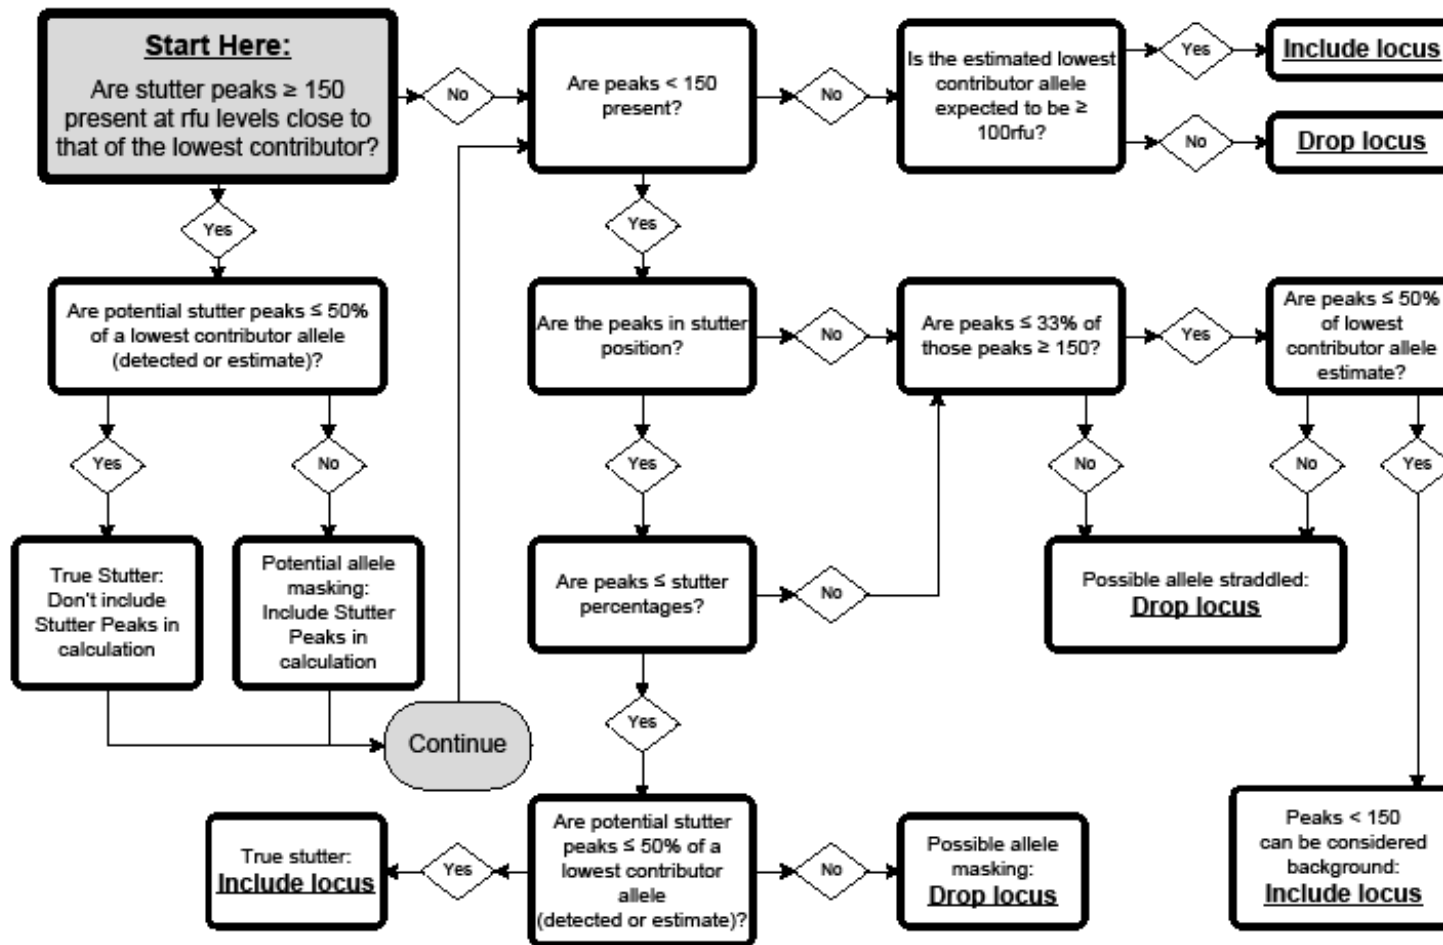 Start Here:
Are stutter peaks ≥ 150
present at rfu levels close to
that of the lowest contributor?
No
Are peaks < 150
present?
No
Is the estimated lowest
contributor allele
expected to be ≥
100rfu?
Yes
Include locus
No
Drop locus
Yes
Yes
Are potential stutter peaks ≤ 50%
of a lowest contributor allele
(detected or estimate)?
Are the peaks in stutter
position?
No
Are peaks ≤ 33% of
those peaks ≥ 150?
Yes
Are peaks ≤ 50%
of lowest
contributor allele
estimate?
Yes
No
Yes
No
No
Yes
True Stutter:
Don't include
Stutter Peaks in
calculation
Potential allele
masking:
Include Stutter
Peaks in
calculation
Are peaks ≤ stutter
percentages?
No
Possible allele straddled:
Drop locus
Continue
Yes
True stutter:
Include locus
Yes
Are potential stutter
peaks ≤ 50% of a
lowest contributor
allele
(detected or estimate)?
No
Possible allele
masking:
Drop locus
Peaks < 150
can be considered
background:
Include locus